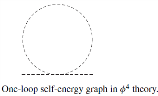 One-loop self-energy graph in ϕ⁴ theory.